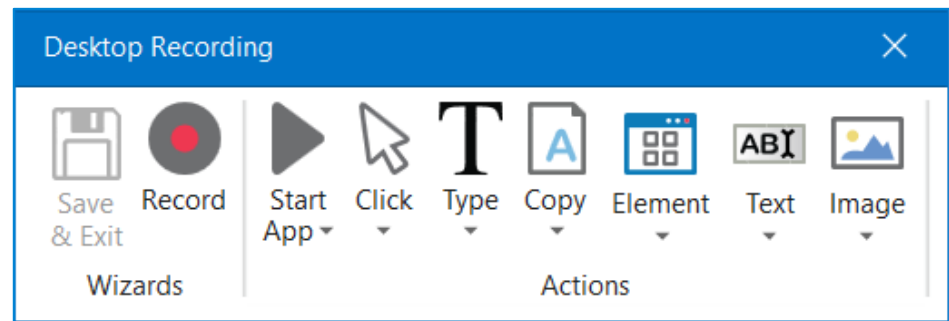 Desktop Recording
Save
& Exit
Record
Start
App
Click
T
Type
A
Copy
Element
ABI
Text
Image
Wizards
Actions